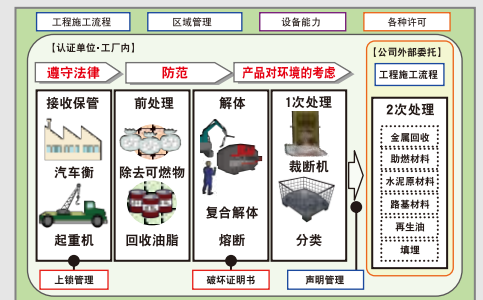 工程施工流程
区域管理
设备能力
各种许可
【认证单位·工厂内】
遵守法律
防范
产品对环境的考虑
接收保管
汽车衡
起重机
前处理
除去可燃物
回收油脂
解体
复合解体
熔断
1次处理
裁断机
分类
【公司外部委托】
工程施工流程
2次处理
金属回收
助燃材料
水泥原材料
路基材料
再生油
填埋
上锁管理
破坏证明书
声明管理